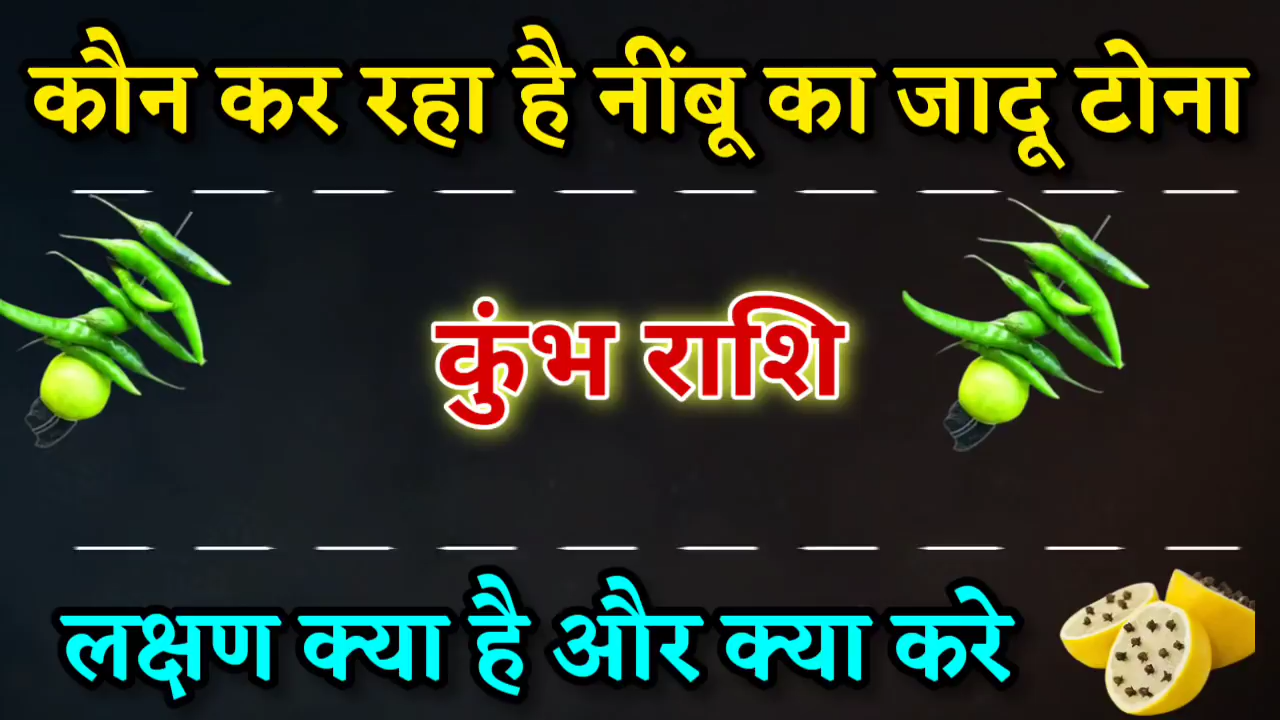 कौन कर रहा है नींबू का जादू टोना
कुंभ राशि
लक्षण क्या है और क्या करे